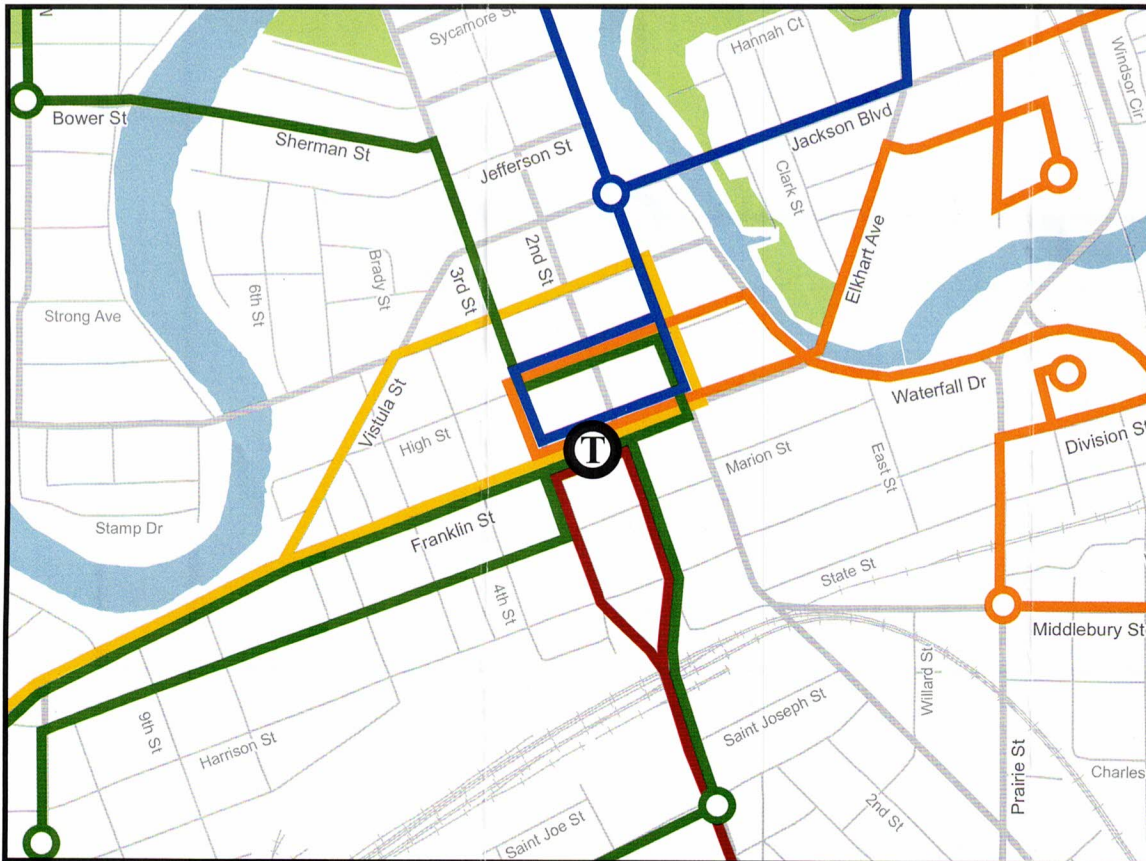 Sycamore St
Hannah Ct
Windsor Cir
Bower St
Sherman St
Jefferson St
Jackson Blvd
Clark St
Elkhart Ave
2nd St
3rd St
Brady St
6th St
Strong Ave
Vistula St
High St
Waterfall Dr
Division St
T
Marion St
East St
Stamp Dr
Franklin St
State St
4th St
Middlebury St
Willard St
Saint Joseph St
9th St
Harrison St
Prairie St
Charles
2nd St
Saint Joe St